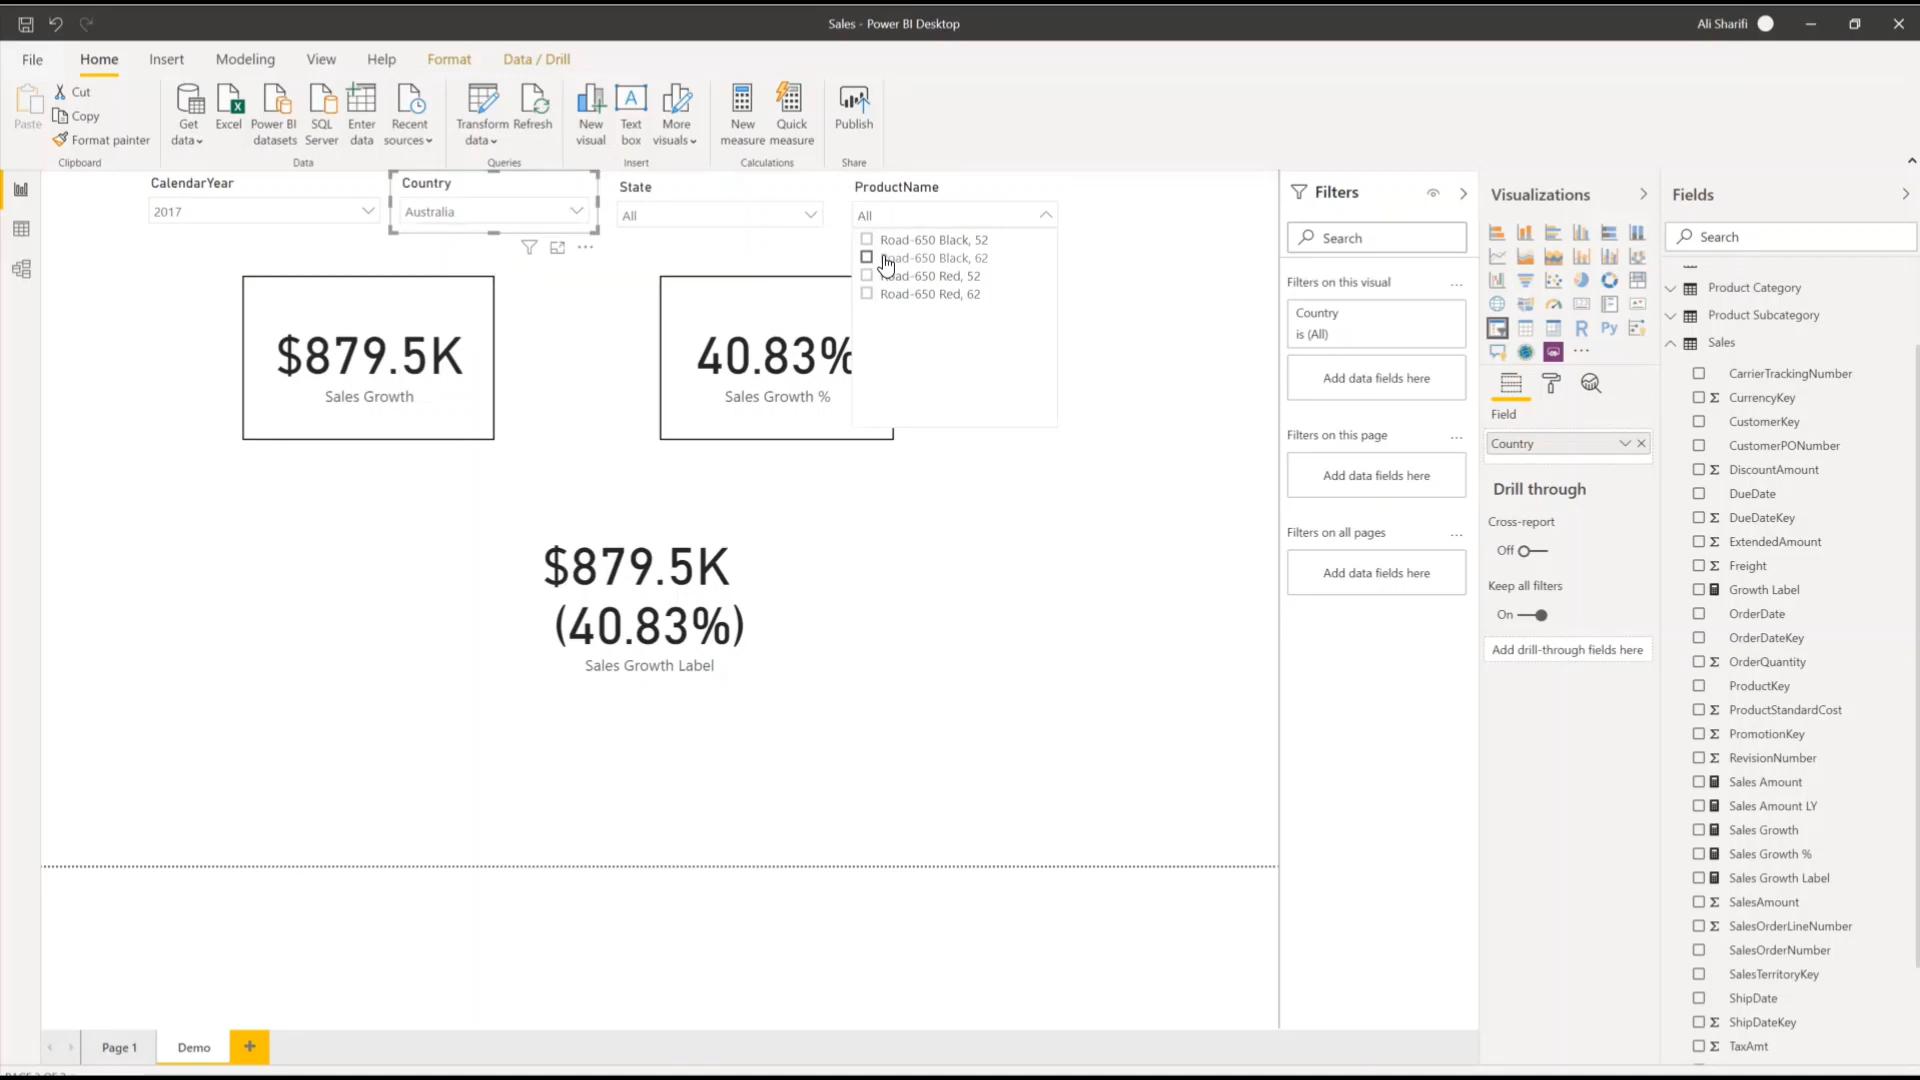 Sales - Power BI Desktop
Ali Sharifi
File
Home
Insert
Modeling
View
Help
Format
Data / Drill
Paste
Cut
Copy
Format painter
Clipboard
Get data
Excel
Power BI datasets
SQL Server
Enter data
Recent sources
Data
Transform data
Refresh
Queries
New visual
Text box
More visuals
Insert
New measure
Quick measure
Calculations
Publish
Share
CalendarYear
2017
Country
Australia
State
All
ProductName
All
Road-650 Black, 52
Road-650 Black, 62
Road-650 Red, 52
Road-650 Red, 62
$879.5K
Sales Growth
40.83%
Sales Growth %
$879.5K
(40.83%)
Sales Growth Label
Page 1
Demo
Filters
Search
Filters on this visual
Country
is (All)
Add data fields here
Filters on this page
Add data fields here
Filters on all pages
Add data fields here
Visualizations
R
Py
Field
Country
Drill through
Cross-report
Off
Keep all filters
On
Add drill-through fields here
Fields
Search
Product Category
Product Subcategory
Sales
CarrierTrackingNumber
Σ CurrencyKey
CustomerKey
CustomerPONumber
Σ DiscountAmount
DueDate
Σ DueDateKey
Σ ExtendedAmount
Σ Freight
Growth Label
OrderDate
OrderDateKey
Σ OrderQuantity
ProductKey
Σ ProductStandardCost
Σ PromotionKey
Σ RevisionNumber
Sales Amount
Sales Amount LY
Sales Growth
Sales Growth %
Sales Growth Label
Σ SalesAmount
Σ SalesOrderLineNumber
SalesOrderNumber
SalesTerritoryKey
ShipDate
Σ ShipDateKey
Σ TaxAmt